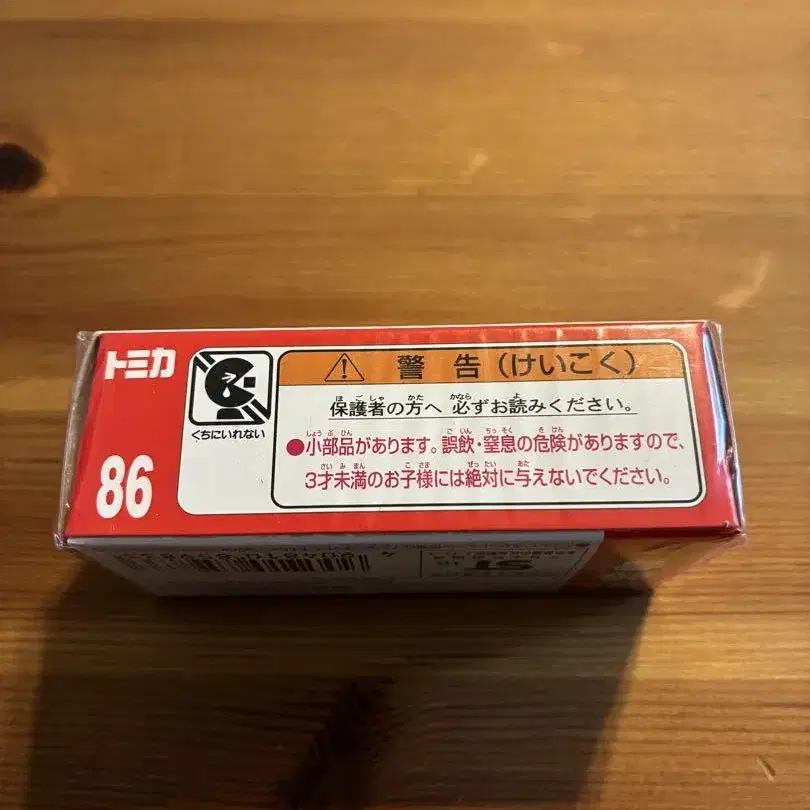 トミカ
くちにいれない
86
警告(けいこく)
保護者の方へ 必ずお読みください。
●小部品があります。誤飲・窒息の危険がありますので、
3才未満のお子様には絶対に与えないでください。
ST